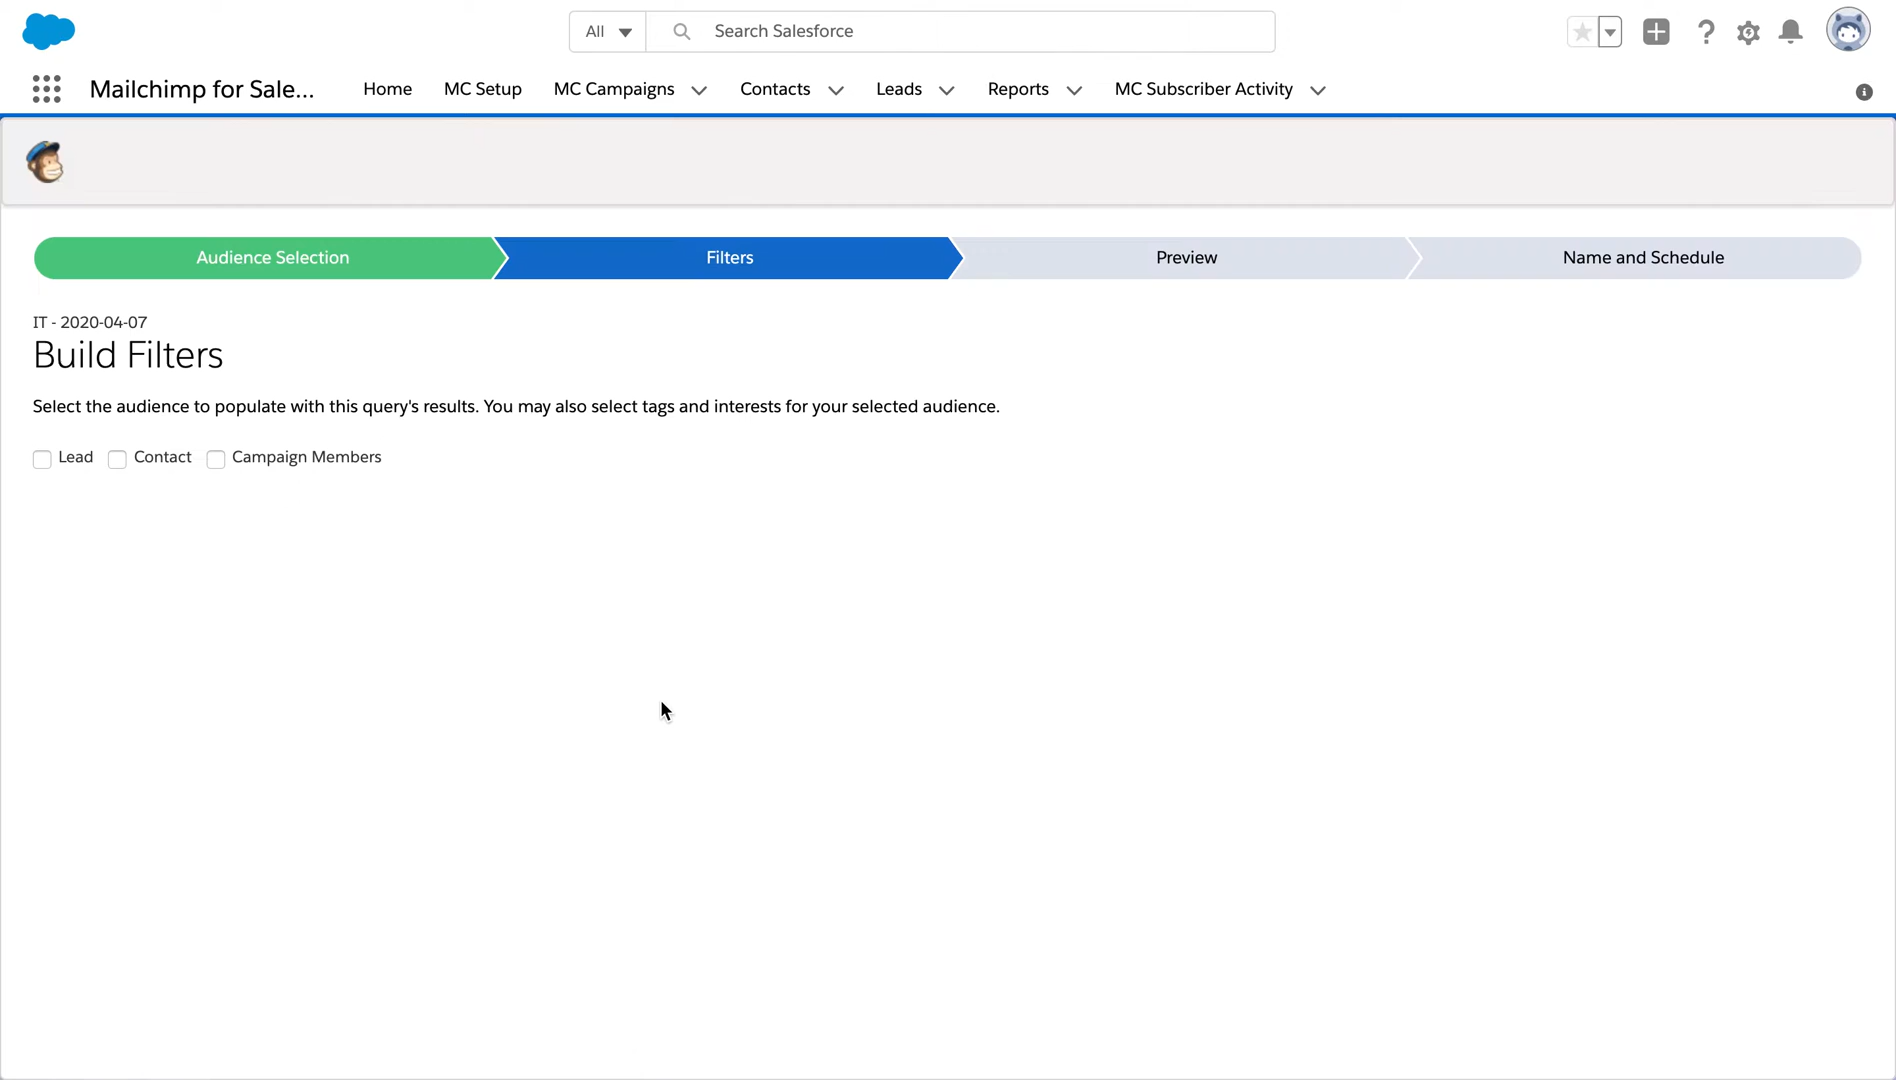 All
Search Salesforce
Mailchimp for Sale...
Home
MC Setup
MC Campaigns
Contacts
Leads
Reports
MC Subscriber Activity
Audience Selection
Filters
Preview
Name and Schedule
IT - 2020-04-07
Build Filters
Select the audience to populate with this query's results. You may also select tags and interests for your selected audience.
Lead
Contact
Campaign Members